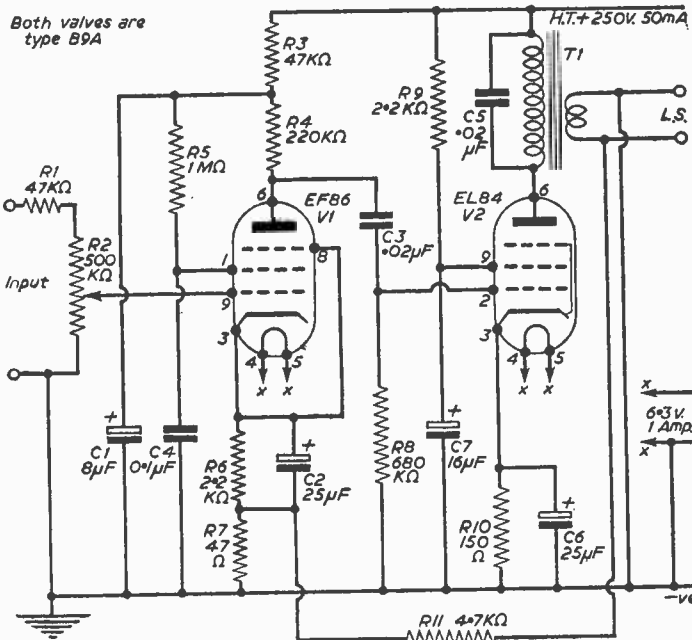 Both valves are
type B9A
H.T.+250V. 50mA
R3
47KΩ
T1
R9
2·2KΩ
C5
·02
μF
L.S.
R4
220KΩ
R5
1MΩ
R1
47KΩ
6
EF86
V1
EL84
V2
6
R2
500
KΩ
C3
·02μF
8
1
9
Input
9
2
3
3
4
5
4
5
x
x
x
x
x
6·3v.
1 Amp
x
+
C1
8μF
C4
0·1μF
R6
2·2
KΩ
+
C2
25μF
R8
680
KΩ
+
C7
16μF
R7
47
Ω
R10
150
Ω
+
C6
25μF
-ve
R11 4·7KΩ